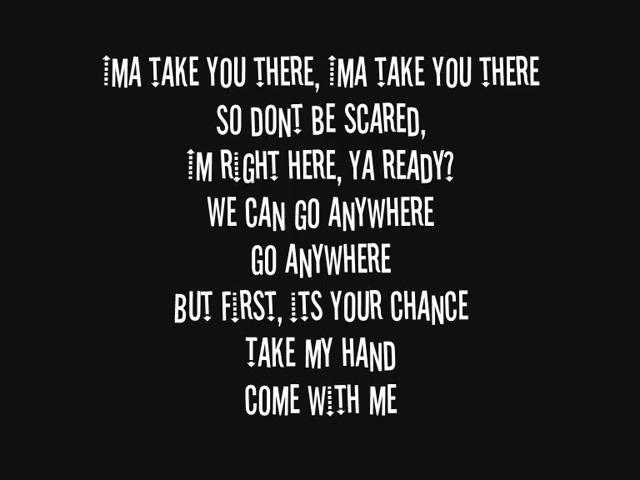 IMA TAKE YOU THERE, IMA TAKE YOU THERE
SO DONT BE SCARED,
IM RIGHT HERE, YA READY?
WE CAN GO ANYWHERE
GO ANYWHERE
BUT FIRST, ITS YOUR CHANCE
TAKE MY HAND
COME WITH ME